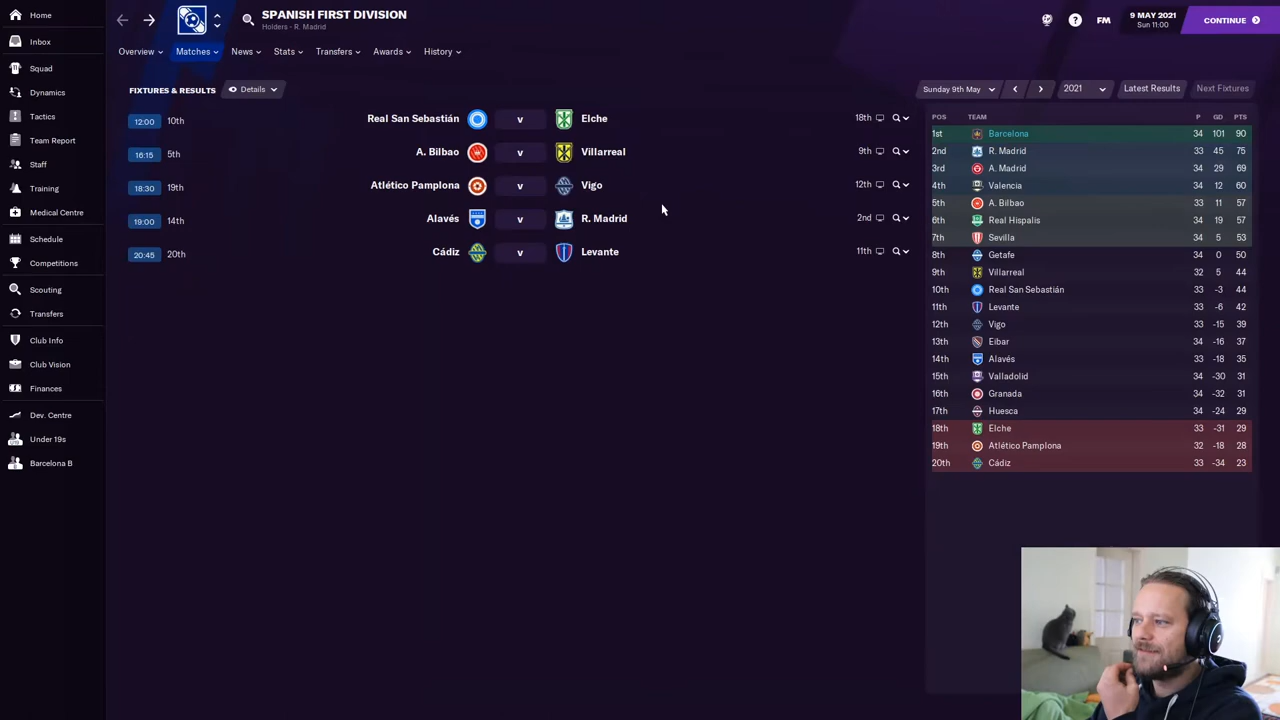 Home
Inbox
Squad
Dynamics
Tactics
Team Report
Staff
Training
Medical Centre
Schedule
Competitions
Scouting
Transfers
Club Info
Club Vision
Finances
Dev. Centre
Under 19s
Barcelona B
SPANISH FIRST DIVISION
Holders - R. Madrid
FM
9 MAY 2021
Sun 11:00
CONTINUE
Overview Matches News Stats Transfers Awards History
FIXTURES & RESULTS Details
12:00 10th Real San Sebastián v Elche 18th
16:15 5th A. Bilbao v Villarreal 9th
18:30 19th Atlético Pamplona v Vigo 12th
19:00 14th Alavés v R. Madrid 2nd
20:45 20th Cádiz v Levante 11th
Sunday 9th May 2021 Latest Results Next Fixtures
POS TEAM P GD PTS
1st Barcelona 34 101 90
2nd R. Madrid 33 45 75
3rd A. Madrid 34 29 69
4th Valencia 34 12 60
5th A. Bilbao 33 11 57
6th Real Hispalis 34 19 57
7th Sevilla 34 5 53
8th Getafe 34 0 50
9th Villarreal 32 5 44
10th Real San Sebastián 33 -3 44
11th Levante 33 -6 42
12th Vigo 33 -15 39
13th Eibar 34 -16 37
14th Alavés 33 -18 35
15th Valladolid 34 -30 31
16th Granada 34 -32 31
17th Huesca 34 -24 29
18th Elche 33 -31 29
19th Atlético Pamplona 32 -18 28
20th Cádiz 33 -34 23